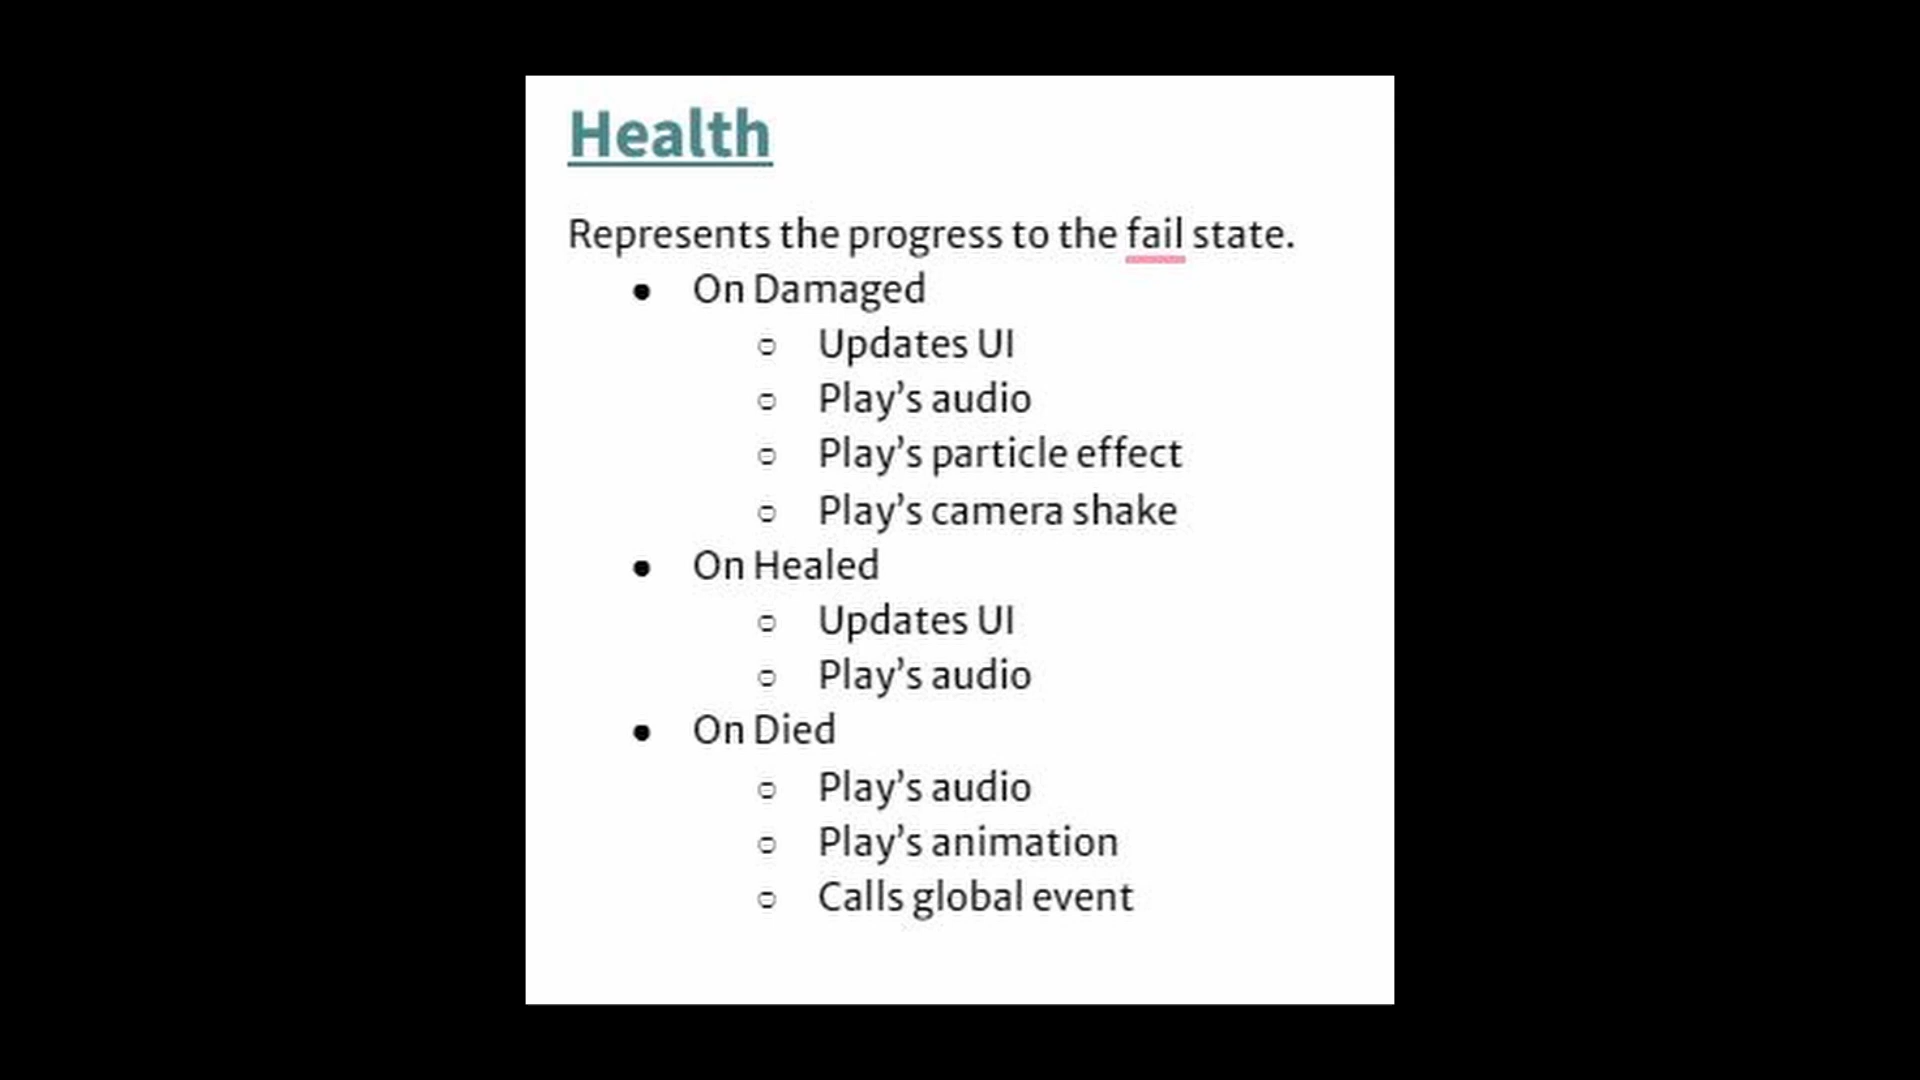 Health
Represents the progress to the fail state.
● On Damaged
○ Updates UI
○ Play’s audio
○ Play’s particle effect
○ Play’s camera shake
● On Healed
○ Updates UI
○ Play’s audio
● On Died
○ Play’s audio
○ Play’s animation
○ Calls global event